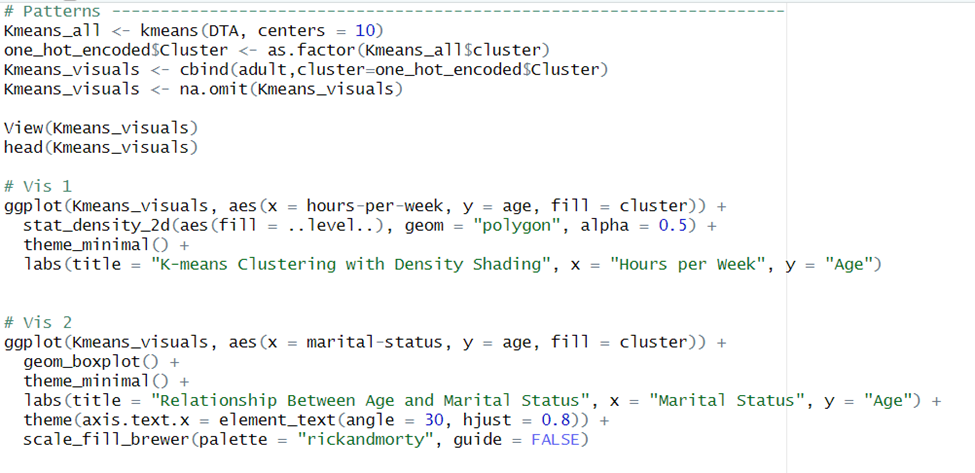 # Patterns ---------------------------------------------------------------------
Kmeans_all <- kmeans(DTA, centers = 10)
one_hot_encoded$Cluster <- as.factor(Kmeans_all$cluster)
Kmeans_visuals <- cbind(adult,cluster=one_hot_encoded$Cluster)
Kmeans_visuals <- na.omit(Kmeans_visuals)

View(Kmeans_visuals)
head(Kmeans_visuals)

# Vis 1
ggplot(Kmeans_visuals, aes(x = hours-per-week, y = age, fill = cluster)) +
  stat_density_2d(aes(fill = ..level..), geom = "polygon", alpha = 0.5) +
  theme_minimal() +
  labs(title = "K-means Clustering with Density Shading", x = "Hours per Week", y = "Age")

# Vis 2
ggplot(Kmeans_visuals, aes(x = marital-status, y = age, fill = cluster)) +
  geom_boxplot() +
  theme_minimal() +
  labs(title = "Relationship Between Age and Marital Status", x = "Marital Status", y = "Age") +
  theme(axis.text.x = element_text(angle = 30, hjust = 0.8)) +
  scale_fill_brewer(palette = "rickandmorty", guide = FALSE)